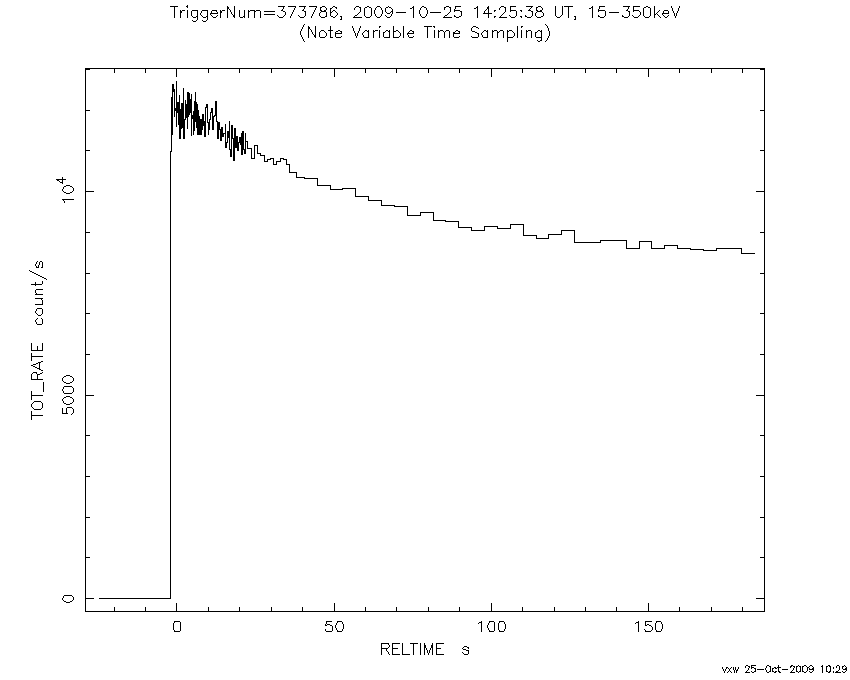 TriggerNum=373786, 2009-10-25 14:25:38 UT, 15-350keV
(Note Variable Time Sampling)
TOT_RATE count/s
10⁴
5000
0
0 50 100 150
RELTIME s
vxw 25-Oct-2009 10:29